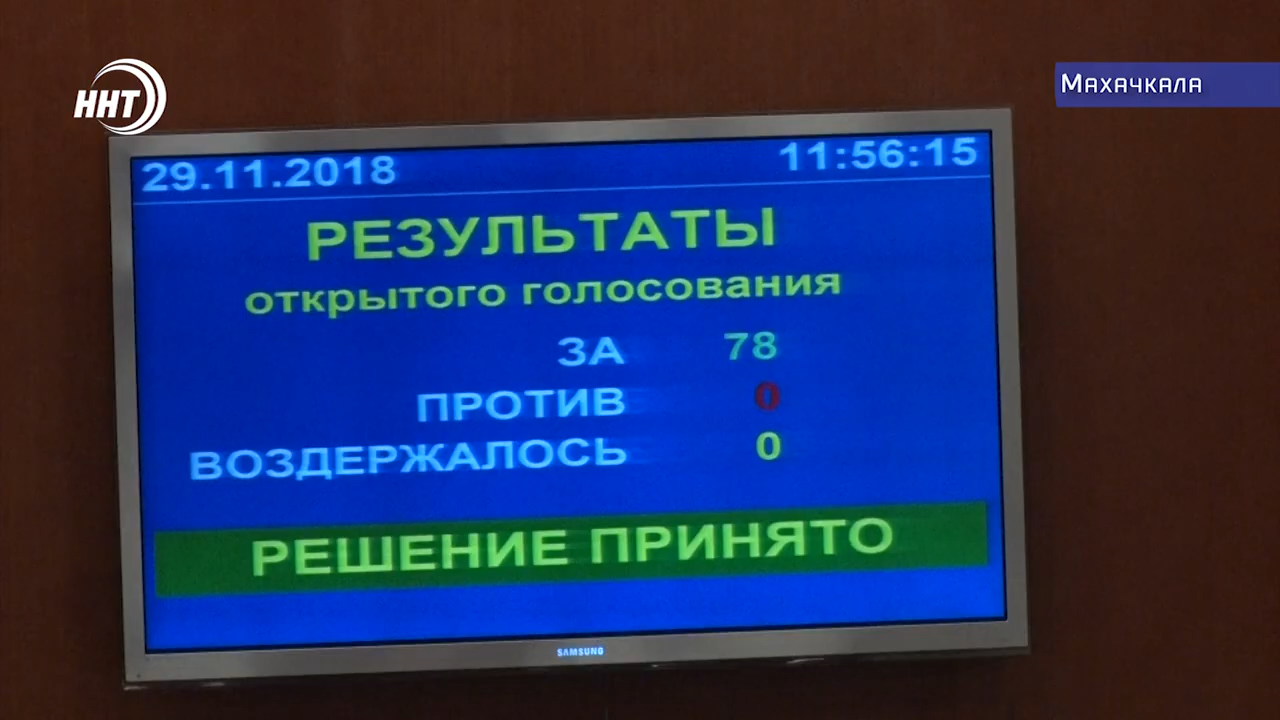 ННТ
Махачкала
29.11.2018 11:56:15
РЕЗУЛЬТАТЫ
открытого голосования
ЗА 78
ПРОТИВ 0
ВОЗДЕРЖАЛОСЬ 0
РЕШЕНИЕ ПРИНЯТО
SAMSUNG